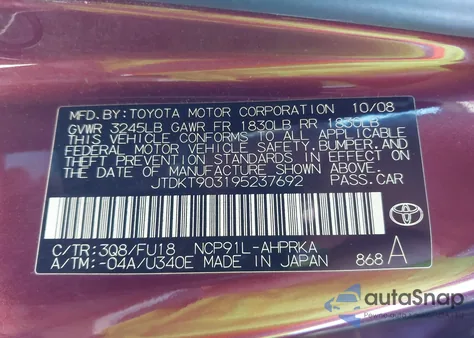 MFD. BY: TOYOTA MOTOR CORPORATION 10/08
GVWR 3245LB GAWR FR 1830LB RR 1830LB
THIS VEHICLE CONFORMS TO ALL APPLICABLE
FEDERAL MOTOR VEHICLE SAFETY, BUMPER, AND
THEFT PREVENTION STANDARDS IN EFFECT ON
THE DATE OF MANUFACTURE SHOWN ABOVE.
JTDKT903195237692 PASS. CAR
TOYOTA
C/TR: 3Q8/FU18 NCP91L-AHPRKA
A/TM: -04A/U340E MADE IN JAPAN 868 A
autoSnap